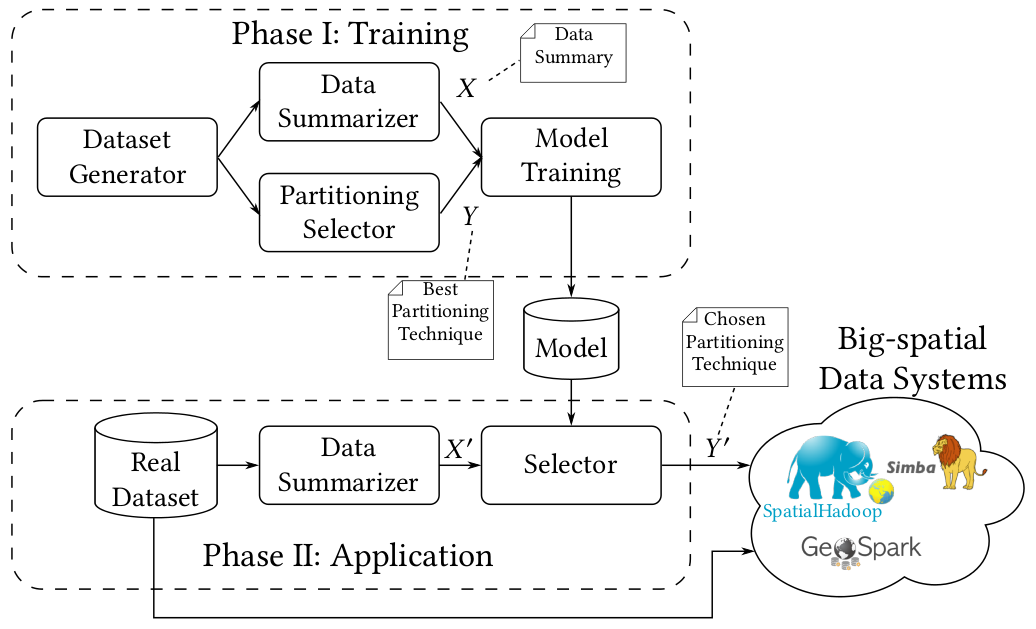 Phase I: Training
Data
Summary
Data
Summarizer
X
Dataset
Generator
Model
Training
Partitioning
Selector
Y
Best
Partitioning
Technique
Model
Chosen
Partitioning
Technique
Big-spatial
Data Systems
Real
Dataset
Data
Summarizer
X′
Selector
Y′
Simba
SpatialHadoop
GeoSpark
Phase II: Application